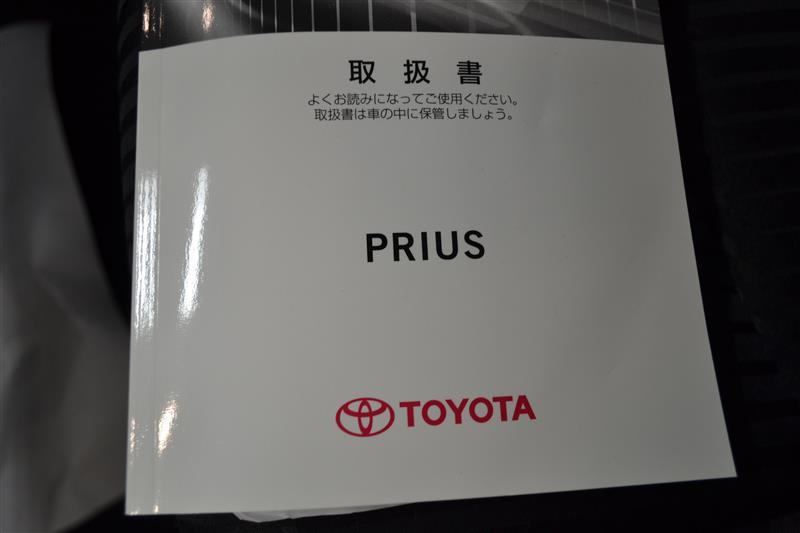 取扱書
よくお読みになってご使用ください。
取扱書は車の中に保管しましょう。
PRIUS
TOYOTA